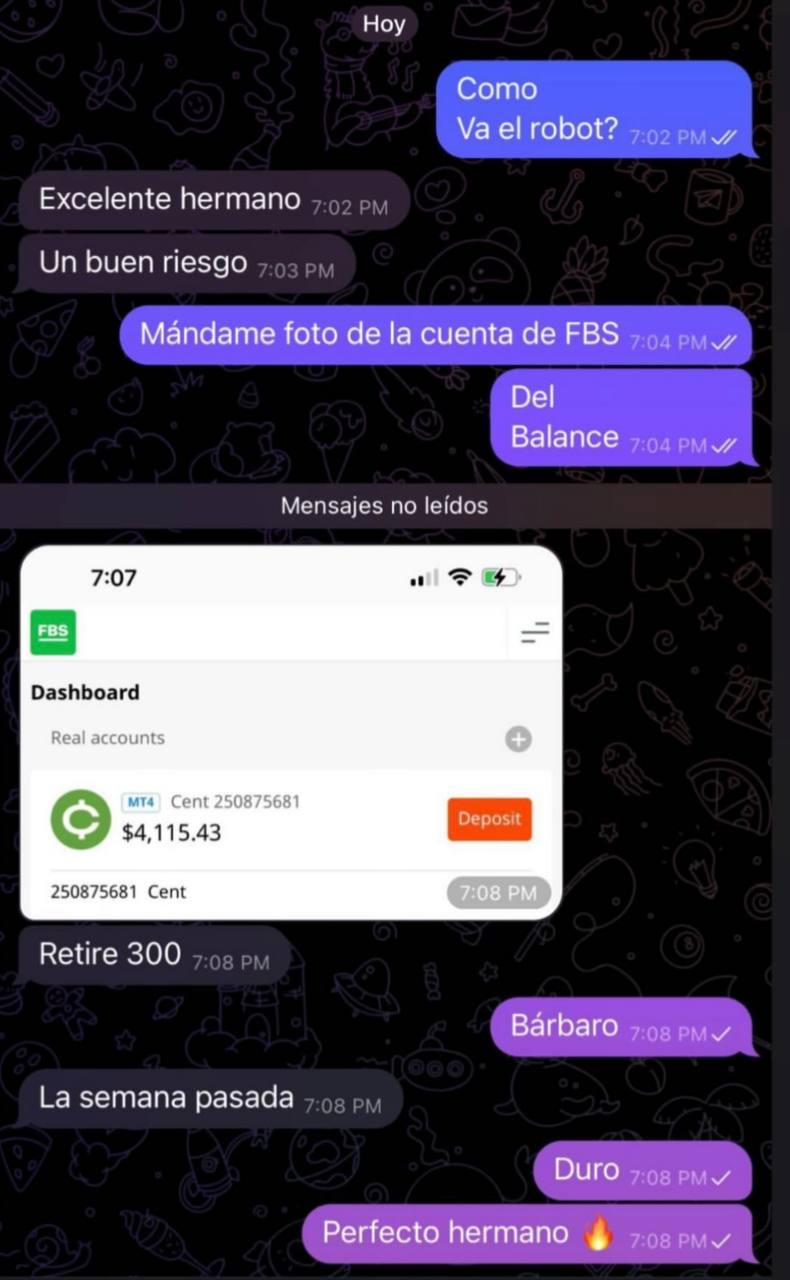 Hoy
Como
Va el robot? 7:02 PM
Excelente hermano 7:02 PM
Un buen riesgo 7:03 PM
Mándame foto de la cuenta de FBS 7:04 PM
Del
Balance 7:04 PM
Mensajes no leídos
7:07
FBS
Dashboard
Real accounts
MT4 Cent 250875681
$4,115.43
Deposit
250875681 Cent
7:08 PM
Retire 300 7:08 PM
Bárbaro 7:08 PM
La semana pasada 7:08 PM
Duro 7:08 PM
Perfecto hermano 🔥 7:08 PM